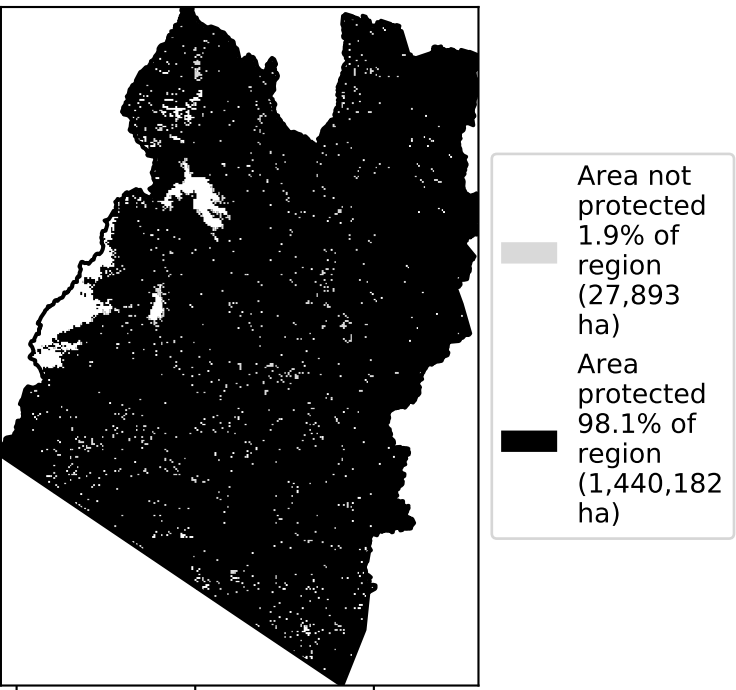 Area not
protected
1.9% of
region
(27,893
ha)
Area
protected
98.1% of
region
(1,440,182
ha)